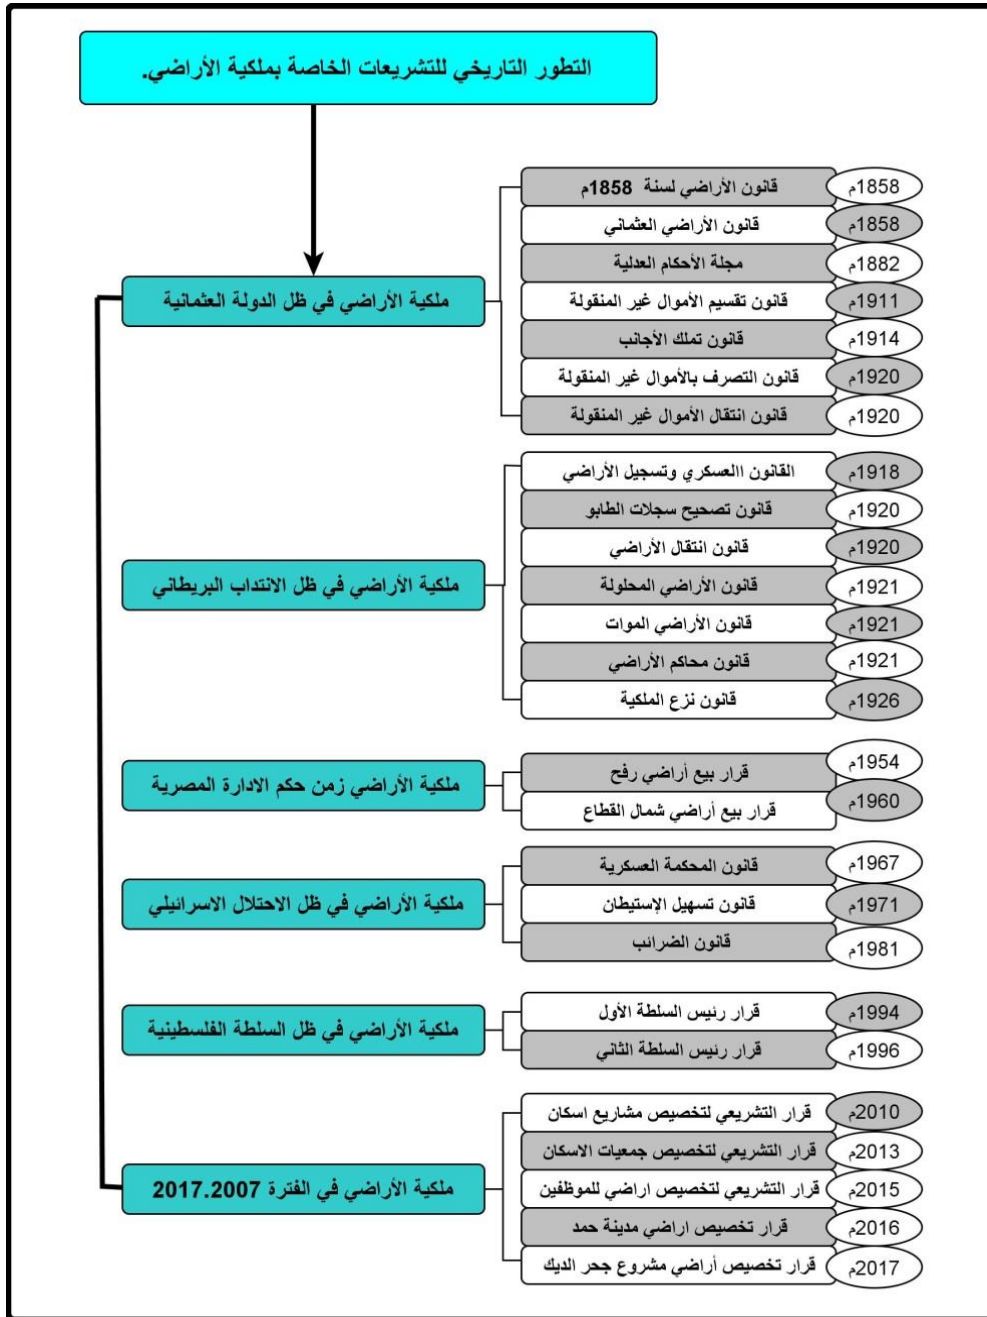 التطور التاريخي للتشريعات الخاصة بملكية الأراضي.
ملكية الأراضي في ظل الدولة العثمانية
قانون الأراضي لسنة 1858م
1858م
قانون الأراضي العثماني
1858م
مجلة الأحكام العدلية
1882م
قانون تقسيم الأموال غير المنقولة
1911م
قانون تملك الأجانب
1914م
قانون التصرف بالأموال غير المنقولة
1920م
قانون انتقال الأموال غير المنقولة
1920م
ملكية الأراضي في ظل الانتداب البريطاني
القانون االعسكري وتسجيل الأراضي
1918م
قانون تصحيح سجلات الطابو
1920م
قانون انتقال الأراضي
1920م
قانون الأراضي المحلولة
1921م
قانون الأراضي الموات
1921م
قانون محاكم الأراضي
1921م
قانون نزع الملكية
1926م
ملكية الأراضي زمن حكم الادارة المصرية
قرار بيع أراضي رفح
1954م
قرار بيع أراضي شمال القطاع
1960م
ملكية الأراضي في ظل الاحتلال الاسرائيلي
قانون المحكمة العسكرية
1967م
قانون تسهيل الإستيطان
1971م
قانون الضرائب
1981م
ملكية الأراضي في ظل السلطة الفلسطينية
قرار رئيس السلطة الأول
1994م
قرار رئيس السلطة الثاني
1996م
ملكية الأراضي في الفترة 2017.2007
قرار التشريعي لتخصيص مشاريع اسكان
2010م
قرار التشريعي لتخصيص جمعيات الاسكان
2013م
قرار التشريعي لتخصيص اراضي للموظفين
2015م
قرار تخصيص اراضي مدينة حمد
2016م
قرار تخصيص أراضي مشروع جحر الديك
2017م